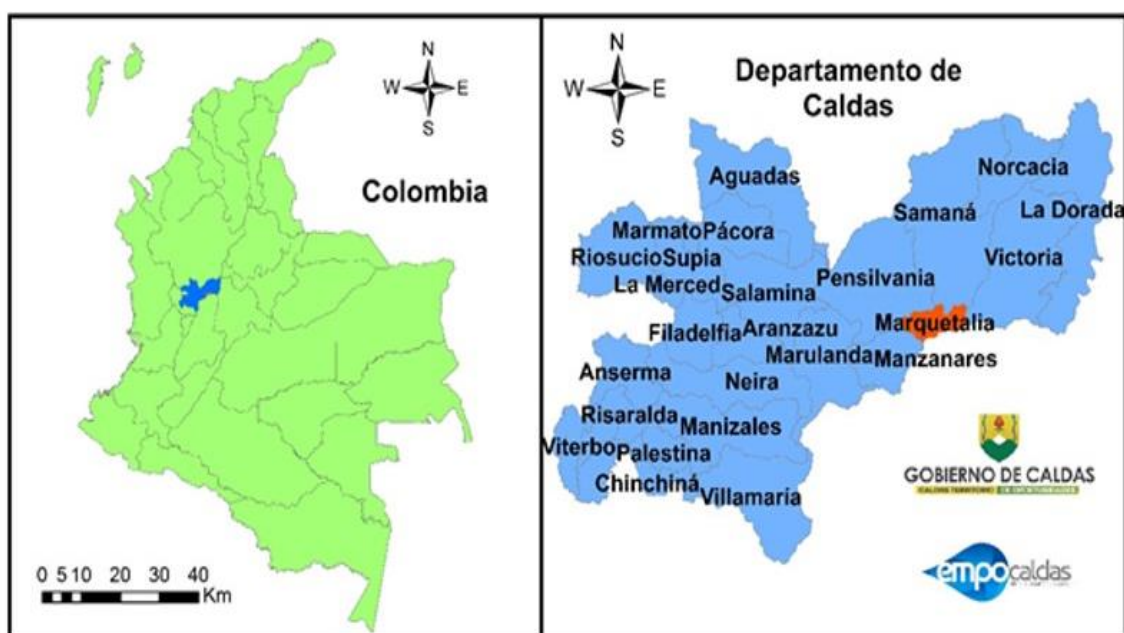 N
W E
S
Colombia
0 5 10 20 30 40
Km
N
W E
S
Departamento de
Caldas
Aguadas
Norcacia
Samaná
La Dorada
Marmato
Pácora
Riosucio
Supia
Victoria
La Merced
Salamina
Pensilvania
Filadelfia
Aranzazu
Marquetalia
Marulanda
Manzanares
Anserma
Neira
Risaralda
Manizales
Viterbo
Palestina
Chinchiná
Villamaría
GOBIERNO DE CALDAS
empocaldas